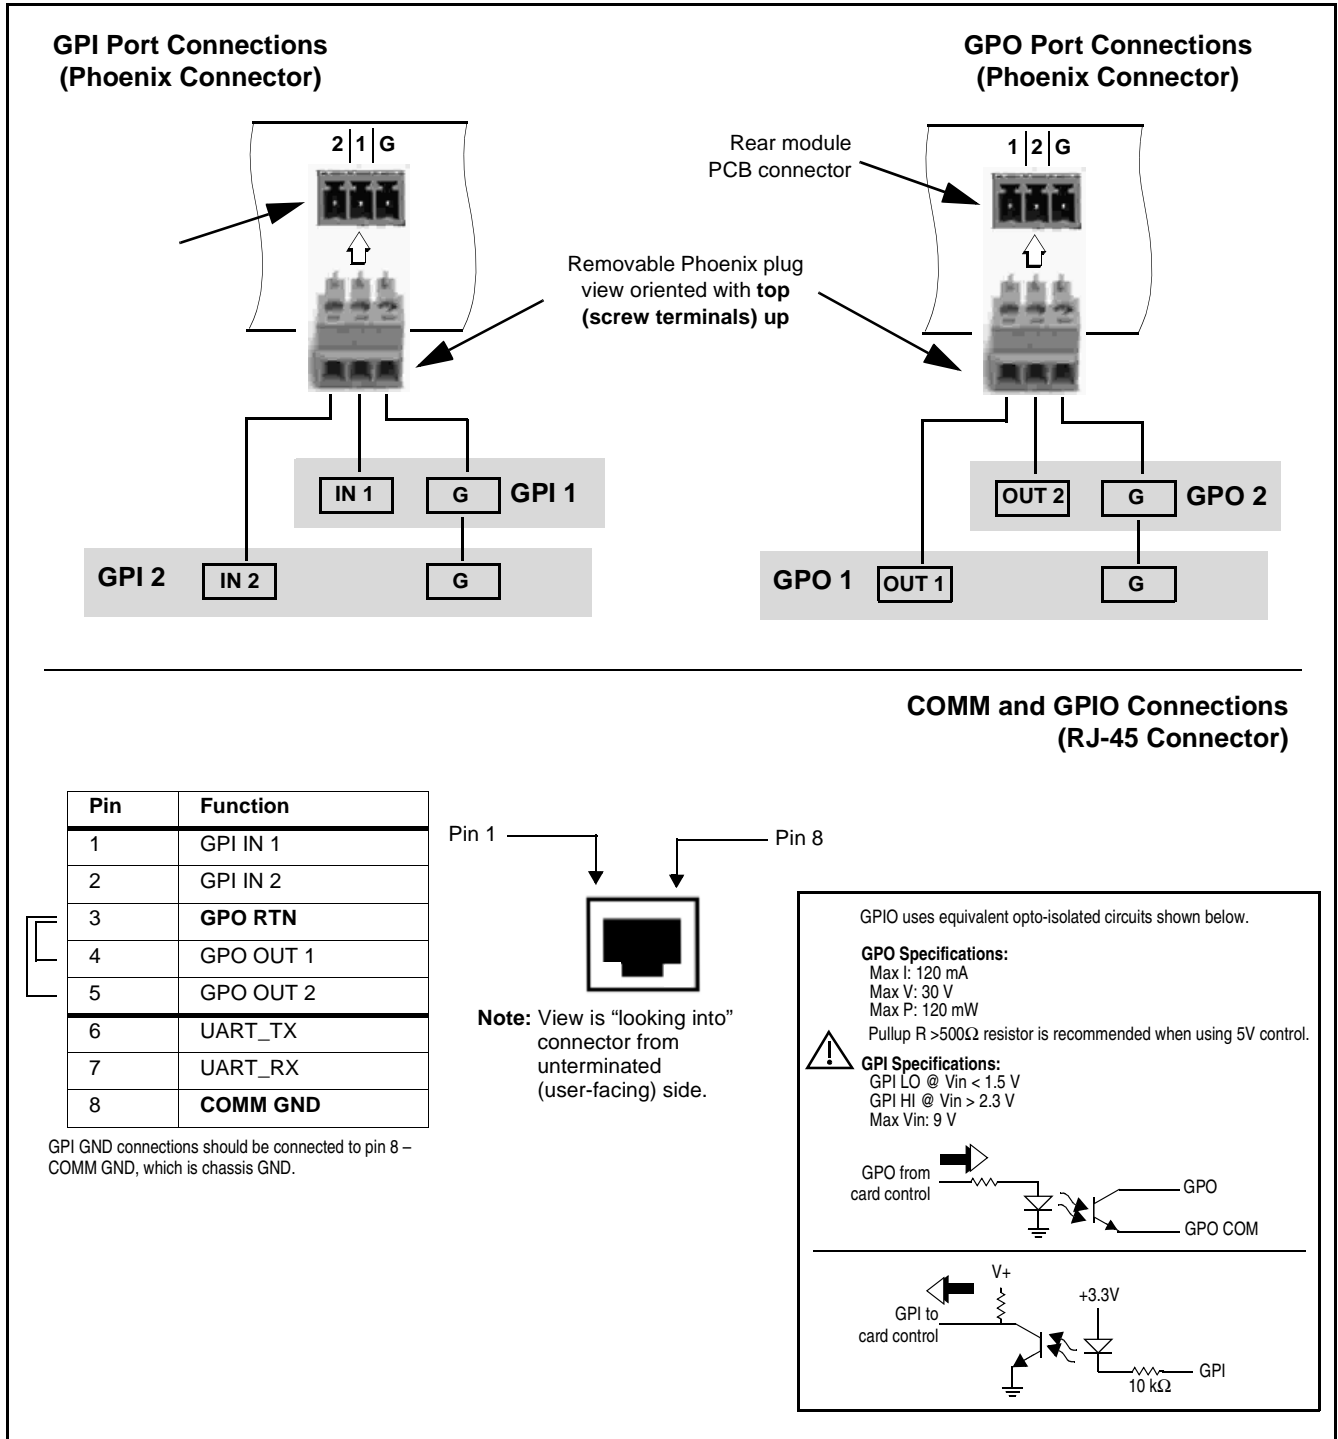 GPI Port Connections
(Phoenix Connector)
2 1 G
GPO Port Connections
(Phoenix Connector)
Rear module
PCB connector
1 2 G
Removable Phoenix plug
view oriented with top
(screw terminals) up
IN 1
G
GPI 1
GPI 2
IN 2
G
OUT 2
G
GPO 2
GPO 1
OUT 1
G
COMM and GPIO Connections
(RJ-45 Connector)
Pin Function
1 GPI IN 1
2 GPI IN 2
3 GPO RTN
4 GPO OUT 1
5 GPO OUT 2
6 UART_TX
7 UART_RX
8 COMM GND
GPI GND connections should be connected to pin 8 –
COMM GND, which is chassis GND.
Pin 1
Pin 8
Note: View is “looking into”
connector from
unterminated
(user-facing) side.
GPIO uses equivalent opto-isolated circuits shown below.
GPO Specifications:
Max I: 120 mA
Max V: 30 V
Max P: 120 mW
Pullup R >500Ω resistor is recommended when using 5V control.
!
GPI Specifications:
GPI LO @ Vin < 1.5 V
GPI HI @ Vin > 2.3 V
Max Vin: 9 V
GPO from
card control
GPO
GPO COM
V+
+3.3V
GPI to
card control
GPI
10 kΩ